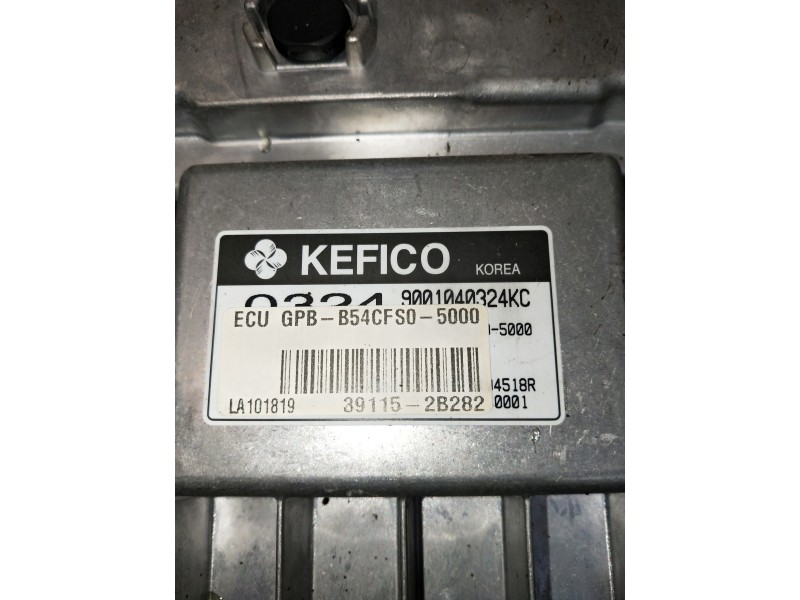 KEFICO KOREA
9001040324KC
ECU GPB-B54CFS0-5000
-5000
LA101819 39115-2B282
04518R
0001